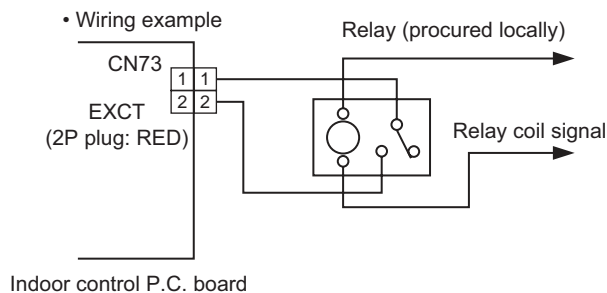 • Wiring example
Relay (procured locally)
CN73
1 1
2 2
EXCT
(2P plug: RED)
Relay coil signal
Indoor control P.C. board